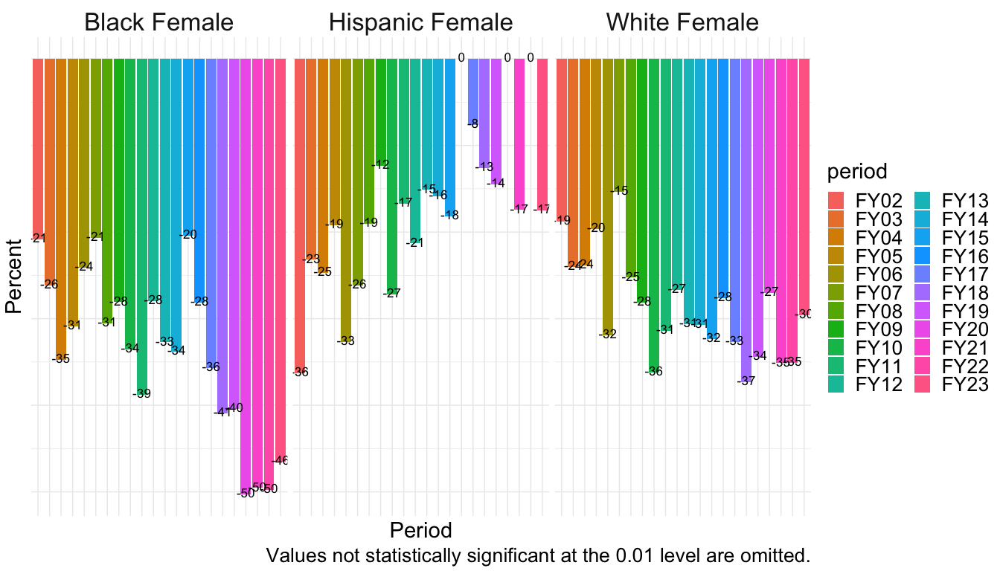 Black Female
Hispanic Female
White Female
Percent
-21
-26
-35
-31
-24
-21
-31
-28
-34
-39
-28
-33
-34
-20
-28
-36
-41
-40
-50
-50
-50
-46
-36
-23
-25
-19
-33
-26
-19
-12
-27
-17
-21
-15
-16
-18
0
-8
-13
-14
0
-17
0
-17
-19
-24
-24
-20
-32
-15
-25
-28
-36
-31
-27
-31
-31
-32
-28
-33
-37
-34
-27
-35
-35
-30
Period
Values not statistically significant at the 0.01 level are omitted.
period
FY02
FY03
FY04
FY05
FY06
FY07
FY08
FY09
FY10
FY11
FY12
FY13
FY14
FY15
FY16
FY17
FY18
FY19
FY20
FY21
FY22
FY23